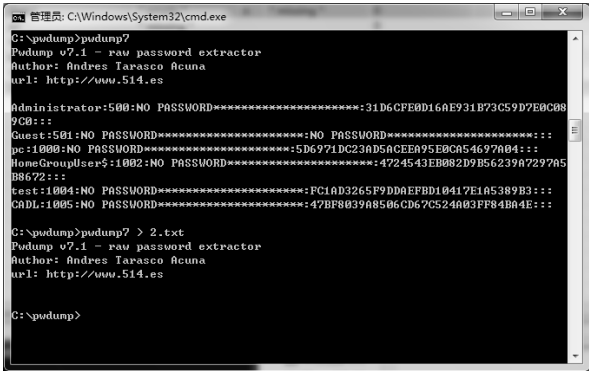 管理员: C:\Windows\System32\cmd.exe
C:\pwdump>pwdump7
Pwdump v7.1 - raw password extractor
Author: Andres Tarasco Acuna
url: http://www.514.es
Administrator:500:NO PASSWORD*********************:31D6CFE0D16AE931B73C59D7E0C08
9C0:::
Guest:501:NO PASSWORD*********************:NO PASSWORD*********************:::
pc:1000:NO PASSWORD*********************:5D6971DC23AD5ACEEA95E0CA54697A04:::
HomeGroupUser$:1002:NO PASSWORD*********************:4724543EB082D9B56239A7297A5
B8672:::
test:1004:NO PASSWORD*********************:FC1AD3265F9DDAEFBD10417E1A5389B3:::
CADL:1005:NO PASSWORD*********************:47BF8039A8506CD67C524A03FF84BA4E:::
C:\pwdump>pwdump7 > 2.txt
Pwdump v7.1 - raw password extractor
Author: Andres Tarasco Acuna
url: http://www.514.es
C:\pwdump>